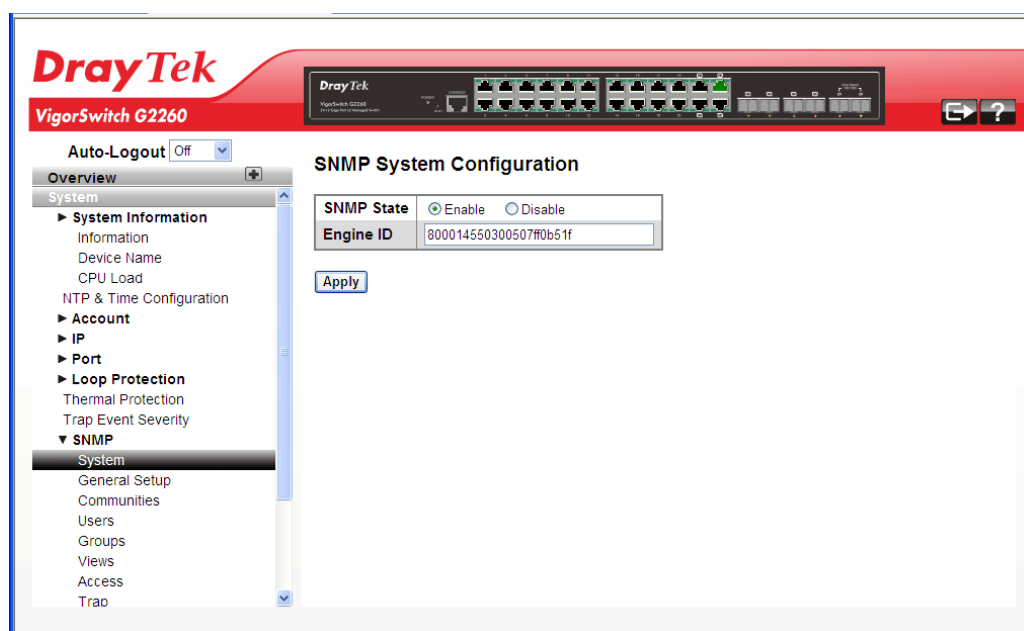 DrayTek
VigorSwitch G2260
DrayTek
VigorSwitch G2260
Auto-Logout Off
Overview
System
System Information
Information
Device Name
CPU Load
NTP & Time Configuration
Account
IP
Port
Loop Protection
Thermal Protection
Trap Event Severity
SNMP
System
General Setup
Communities
Users
Groups
Views
Access
Trap
SNMP System Configuration
SNMP State Enable Disable
Engine ID 800014550300507ff0b51f
Apply
?